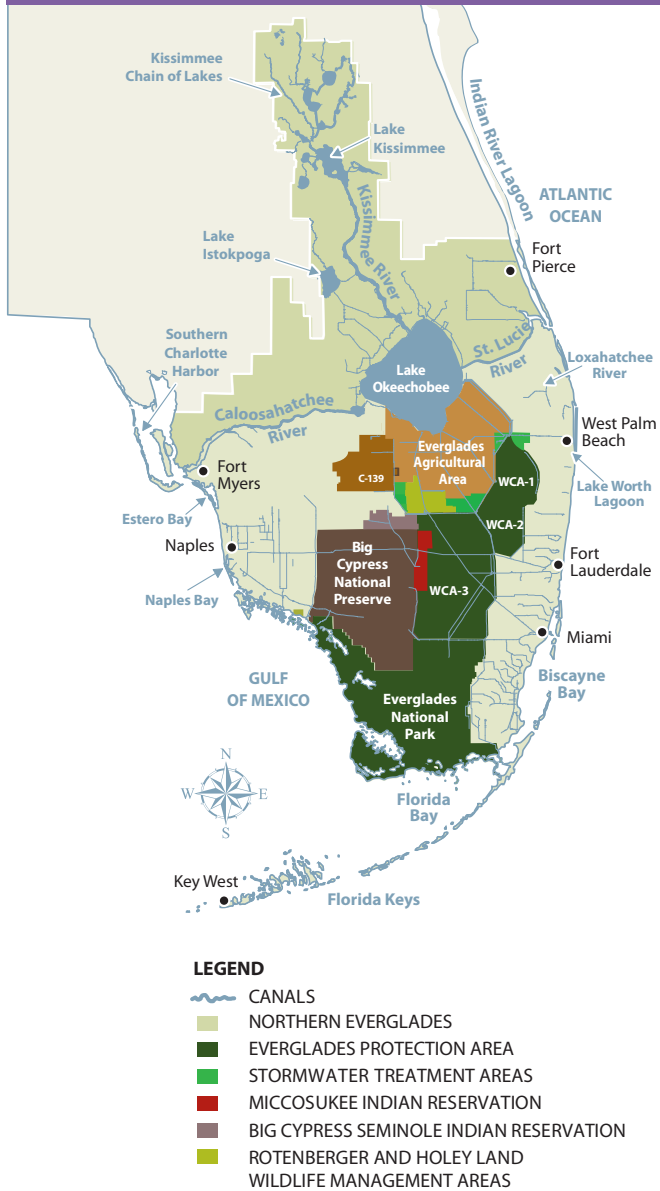 Kissimmee
Chain of Lakes
Lake
Kissimmee
Indian River Lagoon
ATLANTIC
OCEAN
Kissimmee River
Lake
Istokpoga
Fort
Pierce
Southern
Charlotte
Harbor
St. Lucie
River
Lake
Okeechobee
Loxahatchee
River
Caloosahatchee
River
West Palm
Beach
Everglades
Agricultural
Area
Fort
Myers
C-139
WCA-1
Lake Worth
Lagoon
Estero Bay
WCA-2
Naples
Big
Cypress
National
Preserve
Fort
Lauderdale
WCA-3
Naples Bay
Miami
GULF
OF MEXICO
Biscayne
Bay
Everglades
National
Park
N
W
E
S
Florida
Bay
Key West
Florida Keys
LEGEND
CANALS
NORTHERN EVERGLADES
EVERGLADES PROTECTION AREA
STORMWATER TREATMENT AREAS
MICCOSUKEE INDIAN RESERVATION
BIG CYPRESS SEMINOLE INDIAN RESERVATION
ROTENBERGER AND HOLEY LAND
WILDLIFE MANAGEMENT AREAS